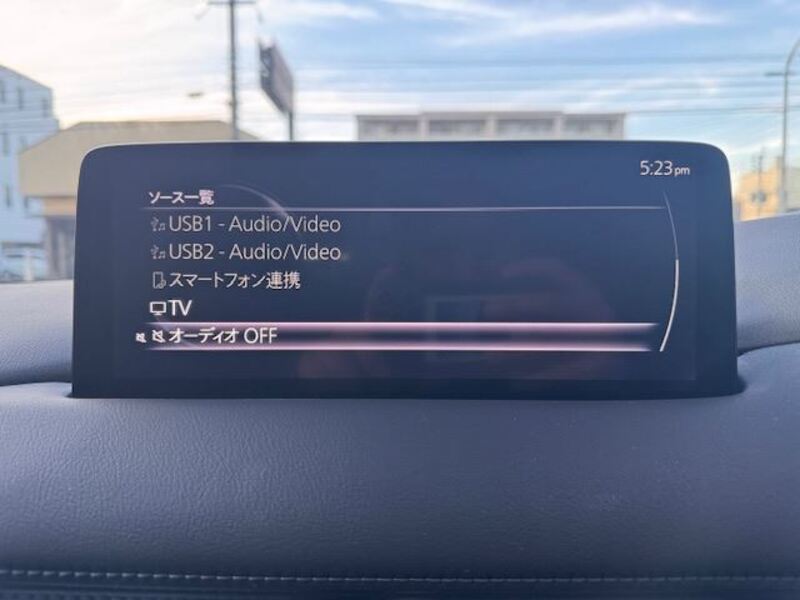 5:23pm
ソース一覧
USB1 - Audio/Video
USB2 - Audio/Video
スマートフォン連携
TV
オーディオ OFF